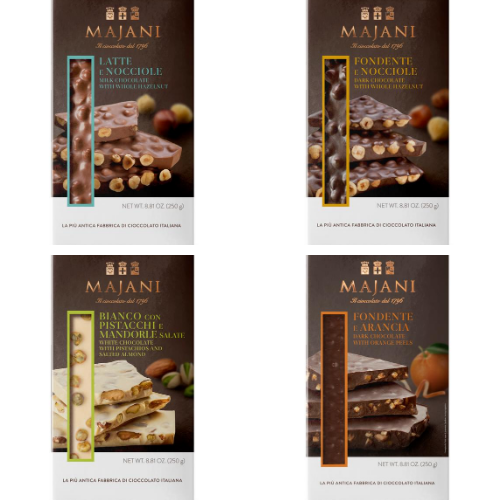 MAJANI
Il cioccolato dal 1796
LATTE
E NOCCIOLE
MILK CHOCOLATE
WITH WHOLE HAZELNUT
NET WT. 8.81 OZ. (250 g)
LA PIÙ ANTICA FABBRICA DI CIOCCOLATO ITALIANA
MAJANI
Il cioccolato dal 1796
FONDENTE
E NOCCIOLE
DARK CHOCOLATE
WITH WHOLE HAZELNUT
NET WT. 8.81 OZ. (250 g)
LA PIÙ ANTICA FABBRICA DI CIOCCOLATO ITALIANA
MAJANI
Il cioccolato dal 1796
BIANCO CON
PISTACCHI E
MANDORLE SALATE
WHITE CHOCOLATE
WITH PISTACHIOS AND
SALTED ALMOND
NET WT. 8.81 OZ. (250 g)
LA PIÙ ANTICA FABBRICA DI CIOCCOLATO ITALIANA
MAJANI
Il cioccolato dal 1796
FONDENTE
E ARANCIA
DARK CHOCOLATE
WITH ORANGE PEELS
NET WT. 8.81 OZ. (250 g)
LA PIÙ ANTICA FABBRICA DI CIOCCOLATO ITALIANA